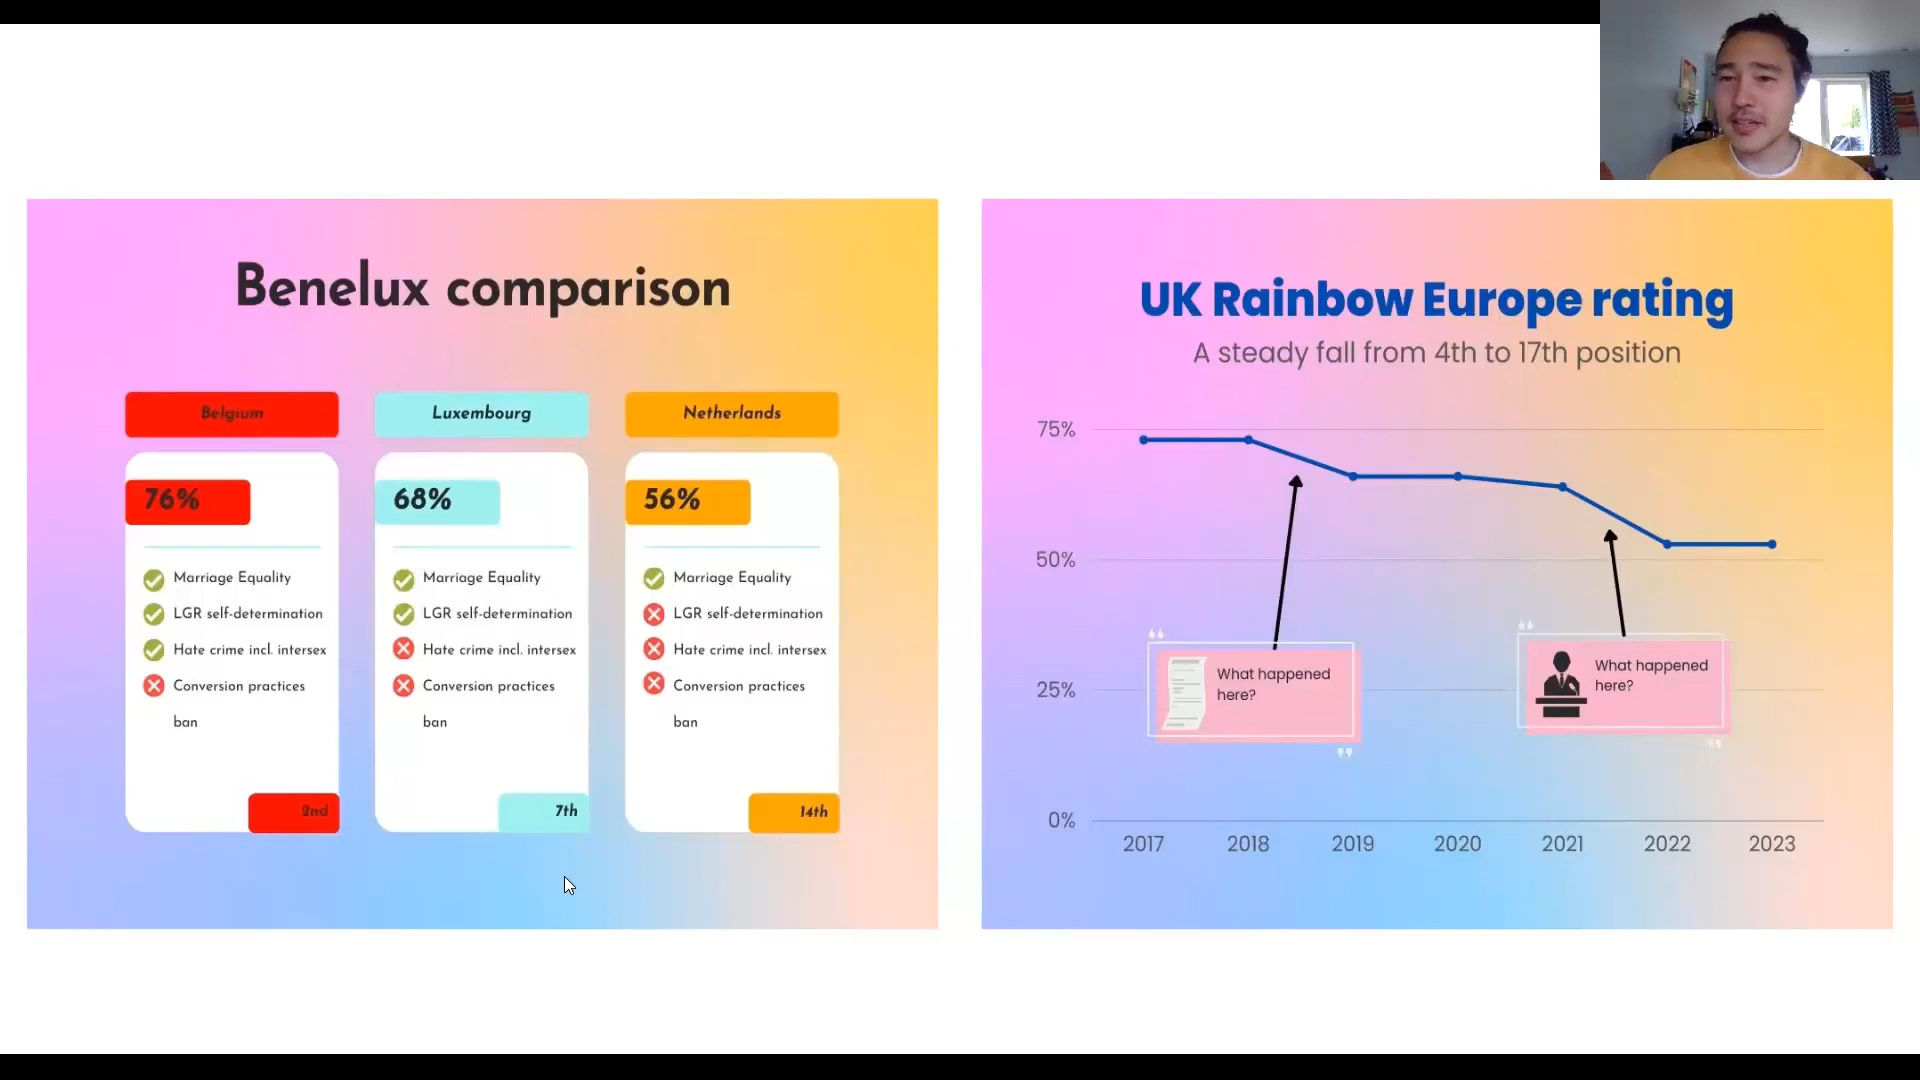 Benelux comparison
Belgium
76%
Marriage Equality
LGR self-determination
Hate crime incl. intersex
Conversion practices
ban
2nd
Luxembourg
68%
Marriage Equality
LGR self-determination
Hate crime incl. intersex
Conversion practices
ban
7th
Netherlands
56%
Marriage Equality
LGR self-determination
Hate crime incl. intersex
Conversion practices
ban
14th
UK Rainbow Europe rating
A steady fall from 4th to 17th position
75%
50%
25%
0%
“
What happened
here?
”
“
What happened
here?
”
2017 2018 2019 2020 2021 2022 2023